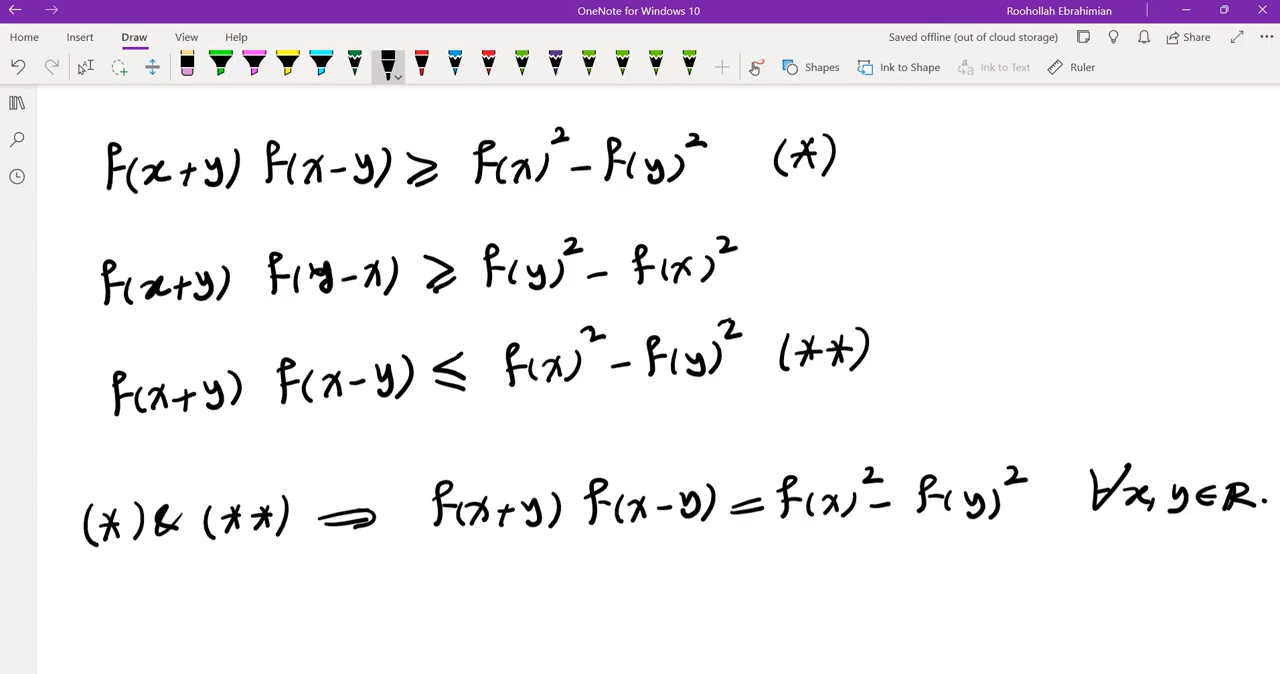 OneNote for Windows 10
Roohollah Ebrahimian
Home Insert Draw View Help
Saved offline (out of cloud storage)
Share
Shapes
Ink to Shape
Ink to Text
Ruler
f(x+y) f(x-y) ⩾ f(x)² - f(y)² (*)
f(x+y) f(y-x) ⩾ f(y)² - f(x)²
f(x+y) f(x-y) ≤ f(x)² - f(y)² (**)
(*) & (**) ⇒ f(x+y) f(x-y) = f(x)² - f(y)² ∀x, y ∈ ℝ.